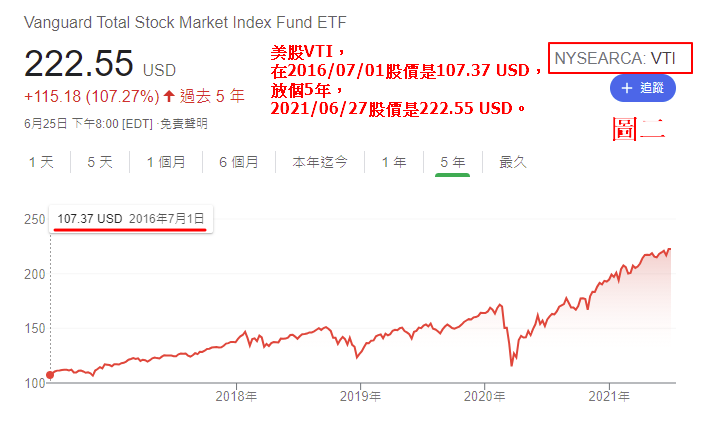 Vanguard Total Stock Market Index Fund ETF
222.55 USD
+115.18 (107.27%) 過去 5 年
6月25日 下午8:00 [EDT] · 免責聲明
美股VTI，
在2016/07/01股價是107.37 USD，
放個5年，
2021/06/27股價是222.55 USD。
NYSEARCA: VTI
+ 追蹤
圖二
1 天 5 天 1 個月 6 個月 本年迄今 1 年 5 年 最久
107.37 USD 2016年7月1日
250
200
150
100
2018年 2019年 2020年 2021年